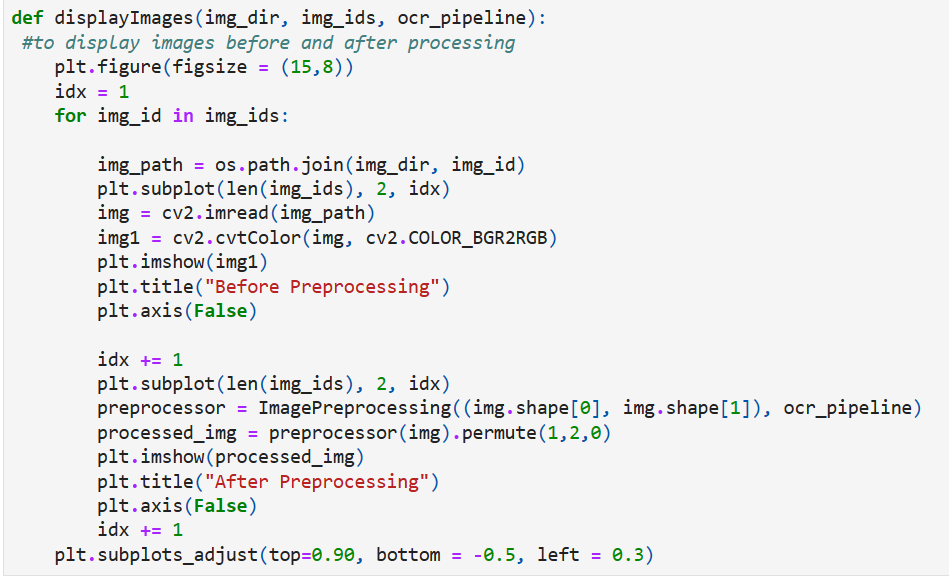 def displayImages(img_dir, img_ids, ocr_pipeline):
 #to display images before and after processing
    plt.figure(figsize = (15,8))
    idx = 1
    for img_id in img_ids:

        img_path = os.path.join(img_dir, img_id)
        plt.subplot(len(img_ids), 2, idx)
        img = cv2.imread(img_path)
        img1 = cv2.cvtColor(img, cv2.COLOR_BGR2RGB)
        plt.imshow(img1)
        plt.title("Before Preprocessing")
        plt.axis(False)

        idx += 1
        plt.subplot(len(img_ids), 2, idx)
        preprocessor = ImagePreprocessing((img.shape[0], img.shape[1]), ocr_pipeline)
        processed_img = preprocessor(img).permute(1,2,0)
        plt.imshow(processed_img)
        plt.title("After Preprocessing")
        plt.axis(False)
        idx += 1
    plt.subplots_adjust(top=0.90, bottom = -0.5, left = 0.3)